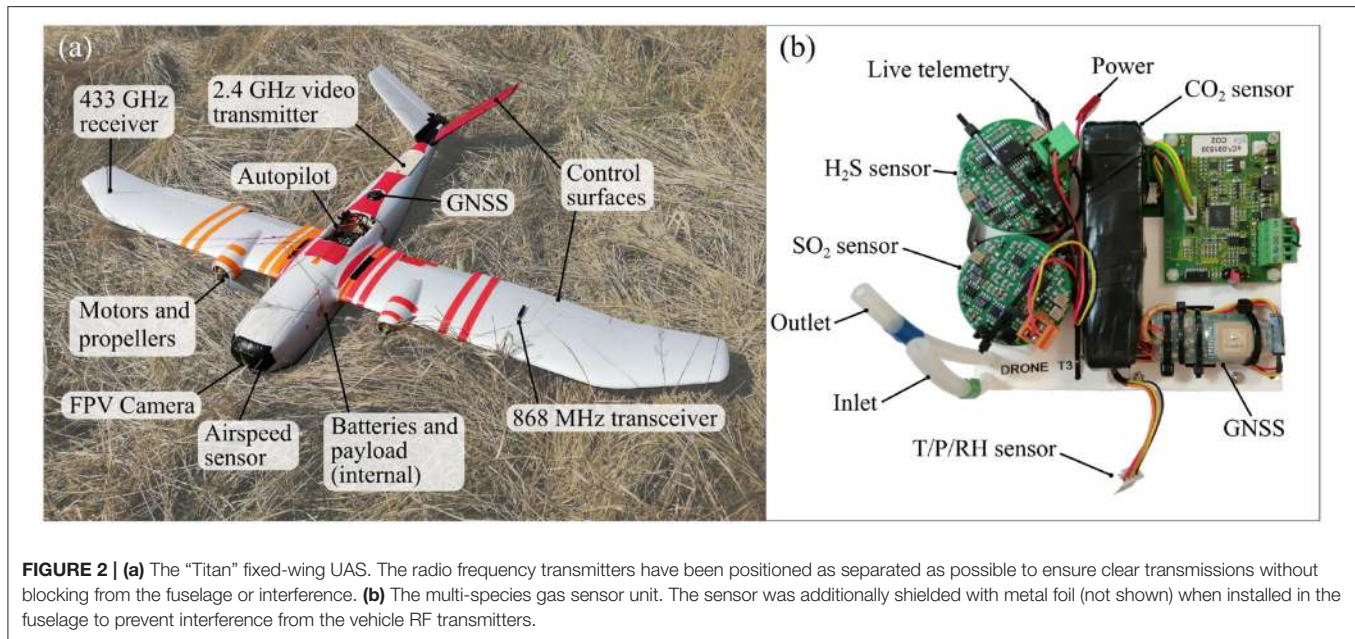 (a)
433 GHz
receiver
2.4 GHz video
transmitter
Autopilot
GNSS
Control
surfaces
Motors and
propellers
FPV Camera
Airspeed
sensor
Batteries and
payload
(internal)
868 MHz transceiver
(b)
Live telemetry
Power
CO₂ sensor
H₂S sensor
SO₂ sensor
Outlet
Inlet
CO2
DRONE T3
GNSS
T/P/RH sensor
FIGURE 2 | (a) The “Titan” fixed-wing UAS. The radio frequency transmitters have been positioned as separated as possible to ensure clear transmissions without
blocking from the fuselage or interference. (b) The multi-species gas sensor unit. The sensor was additionally shielded with metal foil (not shown) when installed in the
fuselage to prevent interference from the vehicle RF transmitters.